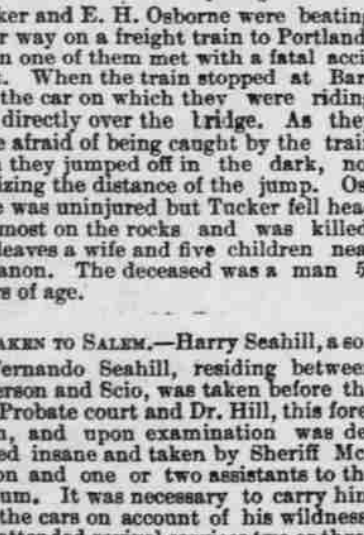 ker and E. H. Osborne were beatin
r way on a freight train to Portland
n one of them met with a fatal acci
. When the train stopped at Bar
the car on which they were ridin
directly over the bridge. As the
e afraid of being caught by the trai
they jumped off in the dark, no
izing the distance of the jump. O
e was uninjured but Tucker fell hea
most on the rocks and was killed
leaves a wife and five children nea
anon. The deceased was a man 5
rs of age.
AKEN TO SALEM.—Harry Seahill, a so
ernando Seahill, residing betwee
erson and Scio, was taken before th
Probate court and Dr. Hill, this for
n, and upon examination was de
ed insane and taken by Sheriff Mc
on and one or two assistants to th
um. It was necessary to carry hi
the cars on account of his wildness